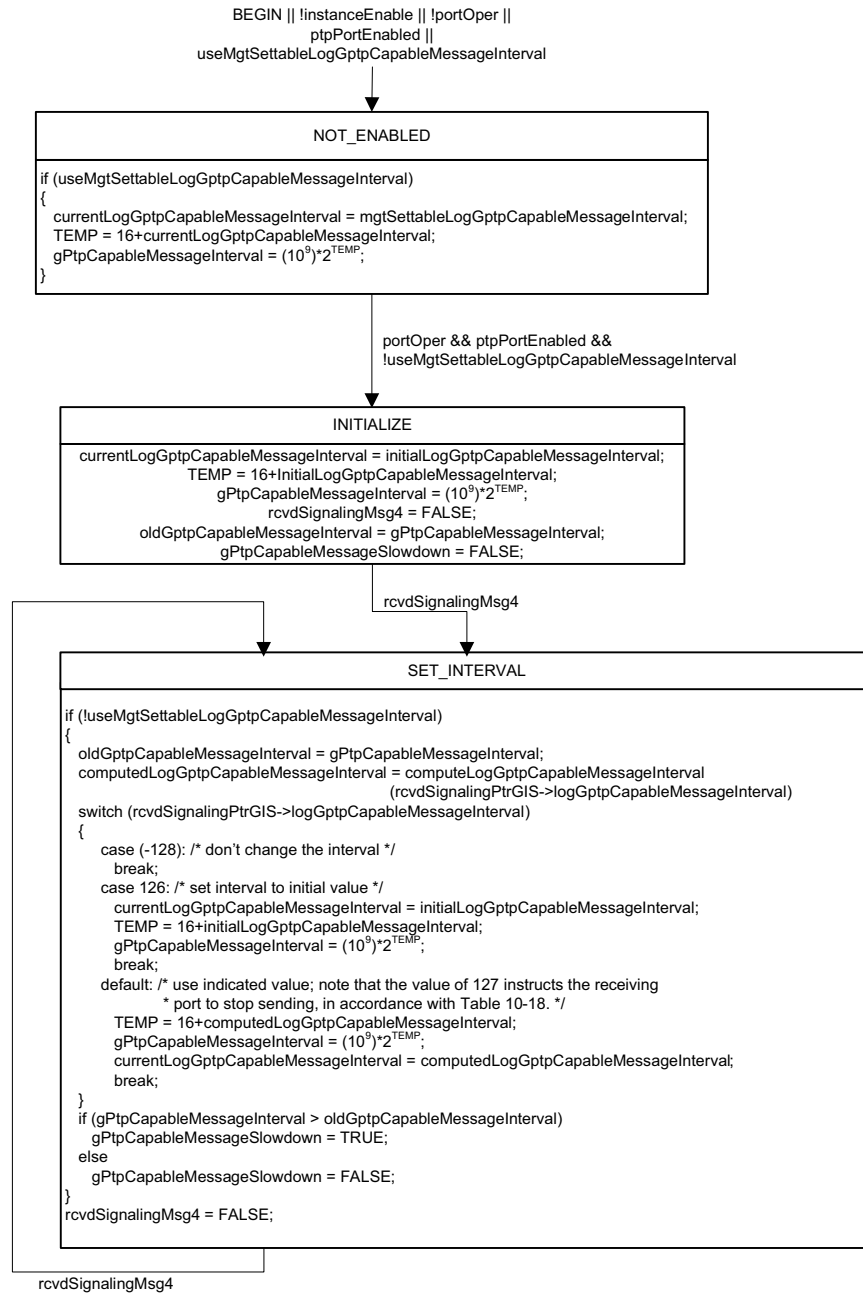 BEGIN || !instanceEnable || !portOper ||
ptpPortEnabled ||
useMgtSettableLogGptpCapableMessageInterval
NOT_ENABLED
if (useMgtSettableLogGptpCapableMessageInterval)
{
currentLogGptpCapableMessageInterval = mgtSettableLogGptpCapableMessageInterval;
TEMP = 16+currentLogGptpCapableMessageInterval;
gPtpCapableMessageInterval = (10⁹)*2^TEMP;
}
portOper && ptpPortEnabled &&
!useMgtSettableLogGptpCapableMessageInterval
INITIALIZE
currentLogGptpCapableMessageInterval = initialLogGptpCapableMessageInterval;
TEMP = 16+InitialLogGptpCapableMessageInterval;
gPtpCapableMessageInterval = (10⁹)*2^TEMP;
rcvdSignalingMsg4 = FALSE;
oldGptpCapableMessageInterval = gPtpCapableMessageInterval;
gPtpCapableMessageSlowdown = FALSE;
rcvdSignalingMsg4
SET_INTERVAL
if (!useMgtSettableLogGptpCapableMessageInterval)
{
oldGptpCapableMessageInterval = gPtpCapableMessageInterval;
computedLogGptpCapableMessageInterval = computeLogGptpCapableMessageInterval
(rcvdSignalingPtrGIS->logGptpCapableMessageInterval)
switch (rcvdSignalingPtrGIS->logGptpCapableMessageInterval)
{
case (-128): /* don't change the interval */
break;
case 126: /* set interval to initial value */
currentLogGptpCapableMessageInterval = initialLogGptpCapableMessageInterval;
TEMP = 16+initialLogGptpCapableMessageInterval;
gPtpCapableMessageInterval = (10⁹)*2^TEMP;
break;
default: /* use indicated value; note that the value of 127 instructs the receiving
* port to stop sending, in accordance with Table 10-18. */
TEMP = 16+computedLogGptpCapableMessageInterval;
gPtpCapableMessageInterval = (10⁹)*2^TEMP;
currentLogGptpCapableMessageInterval = computedLogGptpCapableMessageInterval;
break;
}
if (gPtpCapableMessageInterval > oldGptpCapableMessageInterval)
gPtpCapableMessageSlowdown = TRUE;
else
gPtpCapableMessageSlowdown = FALSE;
}
rcvdSignalingMsg4 = FALSE;
rcvdSignalingMsg4